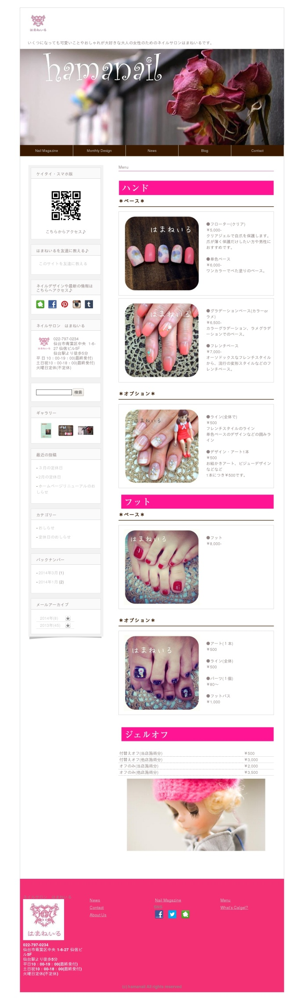 はまねいる
いくつになっても可愛いことやおしゃれが大好きな大人の女性のためのネイルサロンはまねいるです。
hamanail
Nail Magazine
Monthly Design
News
Blog
Contact
ケイタイ・スマホ版
こちらからアクセス♪
はまねいるを友達に教える♪
このサイトを友達に教える
ネイルデザインや最新の情報は
こちらへアクセス♪
ネイルサロン　はまねいる
はまねいる
022-797-0234
仙台市青葉区中央 1-6-
27 仙信ビル5F
仙台駅より徒歩5分
平 日 10：00-19：00(最終受付)
土日祝10：00-18：00(最終受付)
火曜日定休(不定休)
検索
ギャラリー
最近の投稿
- ３月の定休日
- 2月の定休日
- ホームページリニューアルのお
しらせ
カテゴリー
- おしらせ
- 定休日のおしらせ
バックナンバー
- 2014年3月 (1)
- 2014年1月 (2)
メールアーカイブ
2014年(8)
2013年(45)
Menu
ハンド
＊ベース＊
はまねいる
●フローター(クリア)
￥5,000-
クリアジェルで自爪を保護します。
爪が薄く保護だけしたい方や男性に
おすすめです。
●単色ベース
￥6,000-
ワンカラーでべた塗りのベース。
はまねいる
●グラデーションベース(カラーor
ラメ)
￥6,500-
カラーグラデーション、ラメグラデ
ーションでのベース。
●フレンチベース
￥7,000-
オーソドックスなフレンチスタイル
から、流行の変形スタイルなどのフ
レンチベース。
＊オプション＊
はまねいる
●ライン(全体で)
￥500
フレンチスタイルのライン
単色ベースのデザインなどの囲みラ
イン
●デザイン・アート1本
￥500
お絵かきアート、ビジューデザイン
などなど
1本につき￥500です。
フット
＊ベース＊
はまねいる
●フット
￥8,000-
＊オプション＊
はまねいる
●アート(１本)
￥500
●ライン(全体)
￥500
●パーツ(１個)
￥80～
●フットバス
￥1,000
ジェルオフ
付替えオフ(当店施術分) ￥500
付替えオフ(他店施術分) ￥3,000
オフのみ(当店施術分) ￥2,000
オフのみ(他店施術分) ￥3,500
ネイルサロン　はまねいる
はまねいる
022-797-0234
仙台市青葉区中央 1-6-27 仙信ビ
ル5F
仙台駅より徒歩5分
平日10：00-19：00(最終受付)
土日祝10：00-18：00(最終受付)
火曜日定休(不定休)
News
Contact
About Us
Nail Magazine
SNS
Menu
What's Calgel?
(c) hamanail All rights reserved